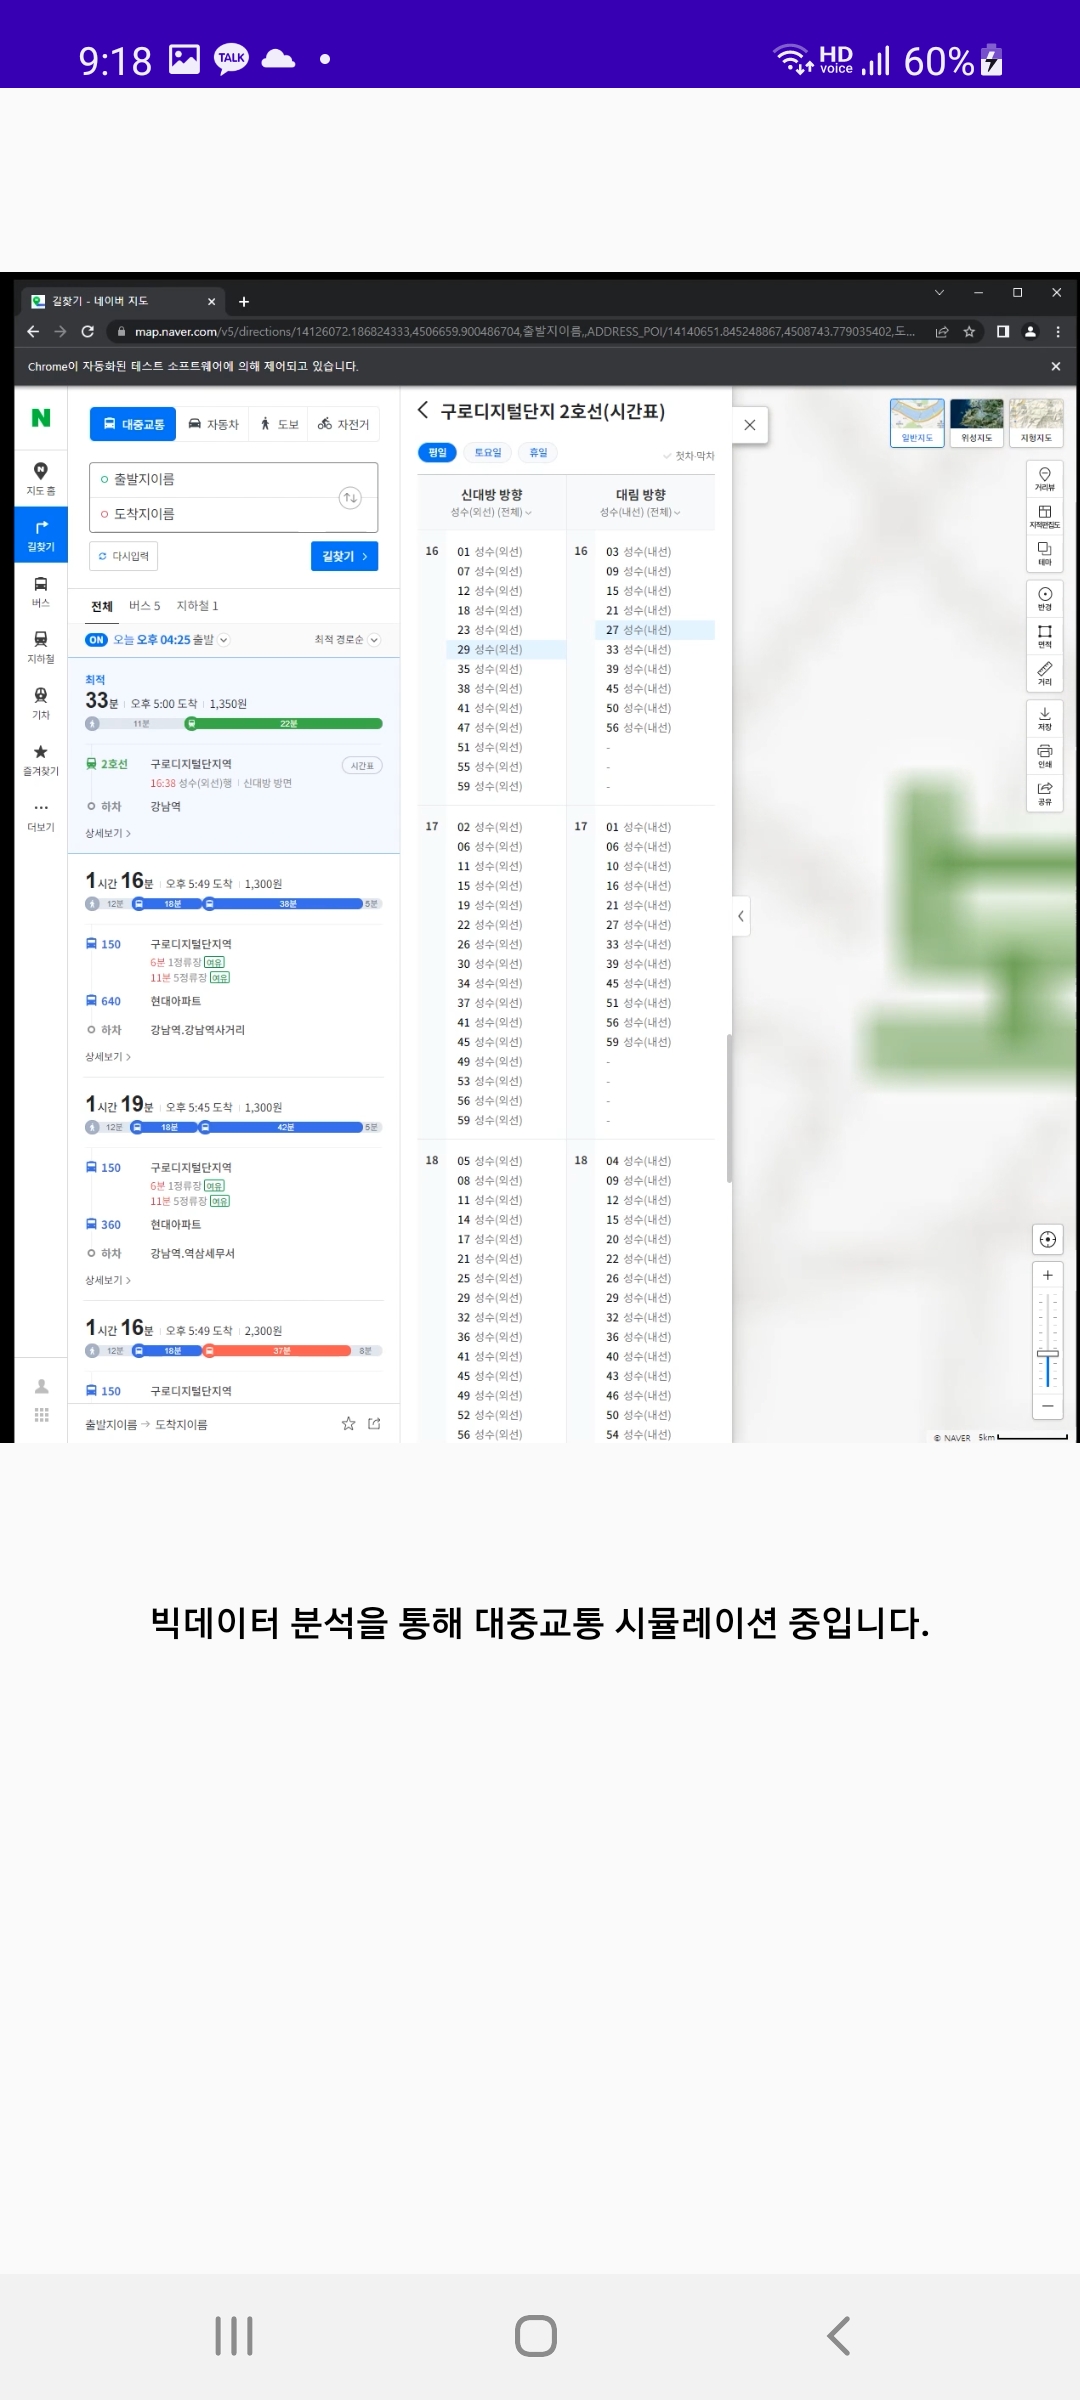 9:18 TALK HD voice 60%
길찾기 - 네이버 지도
map.naver.com/v5/directions/14126072.186824333,4506659.900486704,출발지이름,,ADDRESS_POI/14140651.845248867,4508743.779035402,도...
Chrome이 자동화된 테스트 소프트웨어에 의해 제어되고 있습니다.
N
지도 홈
길찾기
버스
지하철
기차
즐겨찾기
더보기
대중교통 자동차 도보 자전거
출발지이름
도착지이름
다시입력 길찾기
전체 버스 5 지하철 1
ON 오늘 오후 04:25 출발 최적 경로순
최적
33분 오후 5:00 도착 1,350원
11분 22분
2호선 구로디지털단지역 시간표
16:38 성수(외선)행 신대방 방면
하차 강남역
상세보기
1시간 16분 오후 5:49 도착 1,300원
12분 18분 38분 5분
150 구로디지털단지역
6분 1정류장 여유
11분 5정류장 여유
640 현대아파트
하차 강남역.강남역사거리
상세보기
1시간 19분 오후 5:45 도착 1,300원
12분 18분 42분 5분
150 구로디지털단지역
6분 1정류장 여유
11분 5정류장 여유
360 현대아파트
하차 강남역.역삼세무서
상세보기
1시간 16분 오후 5:49 도착 2,300원
12분 18분 37분 8분
150 구로디지털단지역
출발지이름 → 도착지이름
구로디지털단지 2호선(시간표)
평일 토요일 휴일 첫차·막차
신대방 방향 대림 방향
성수(외선) (전체) 성수(내선) (전체)
16 01 성수(외선) 16 03 성수(내선)
07 성수(외선) 09 성수(내선)
12 성수(외선) 15 성수(내선)
18 성수(외선) 21 성수(내선)
23 성수(외선) 27 성수(내선)
29 성수(외선) 33 성수(내선)
35 성수(외선) 39 성수(내선)
38 성수(외선) 45 성수(내선)
41 성수(외선) 50 성수(내선)
47 성수(외선) 56 성수(내선)
51 성수(외선) -
55 성수(외선) -
59 성수(외선) -
17 02 성수(외선) 17 01 성수(내선)
06 성수(외선) 06 성수(내선)
11 성수(외선) 10 성수(내선)
15 성수(외선) 16 성수(내선)
19 성수(외선) 21 성수(내선)
22 성수(외선) 27 성수(내선)
26 성수(외선) 33 성수(내선)
30 성수(외선) 39 성수(내선)
34 성수(외선) 45 성수(내선)
37 성수(외선) 51 성수(내선)
41 성수(외선) 56 성수(내선)
45 성수(외선) 59 성수(내선)
49 성수(외선) -
53 성수(외선) -
56 성수(외선) -
59 성수(외선) -
18 05 성수(외선) 18 04 성수(내선)
08 성수(외선) 09 성수(내선)
11 성수(외선) 12 성수(내선)
14 성수(외선) 15 성수(내선)
17 성수(외선) 20 성수(내선)
21 성수(외선) 22 성수(내선)
25 성수(외선) 26 성수(내선)
29 성수(외선) 29 성수(내선)
32 성수(외선) 32 성수(내선)
36 성수(외선) 36 성수(내선)
41 성수(외선) 40 성수(내선)
45 성수(외선) 43 성수(내선)
49 성수(외선) 46 성수(내선)
52 성수(외선) 50 성수(내선)
56 성수(외선) 54 성수(내선)
일반지도 위성지도 지형지도
거리뷰
지적편집도
테마
반경
면적
거리
저장
인쇄
공유
© NAVER 5km
빅데이터 분석을 통해 대중교통 시뮬레이션 중입니다.